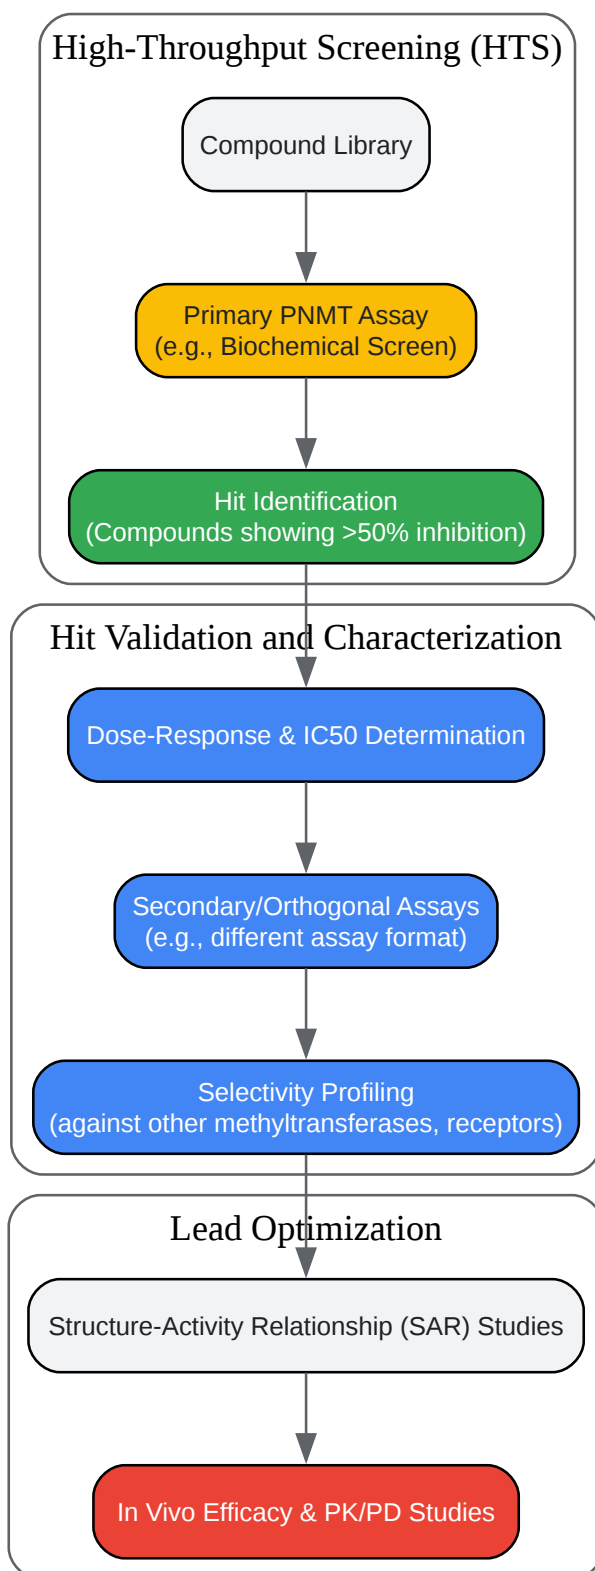 High-Throughput Screening (HTS)
Compound Library
Primary PNMT Assay
(e.g., Biochemical Screen)
Hit Identification
(Compounds showing >50% inhibition)
Hit Validation and Characterization
Dose-Response & IC50 Determination
Secondary/Orthogonal Assays
(e.g., different assay format)
Selectivity Profiling
(against other methyltransferases, receptors)
Lead Optimization
Structure-Activity Relationship (SAR) Studies
In Vivo Efficacy & PK/PD Studies